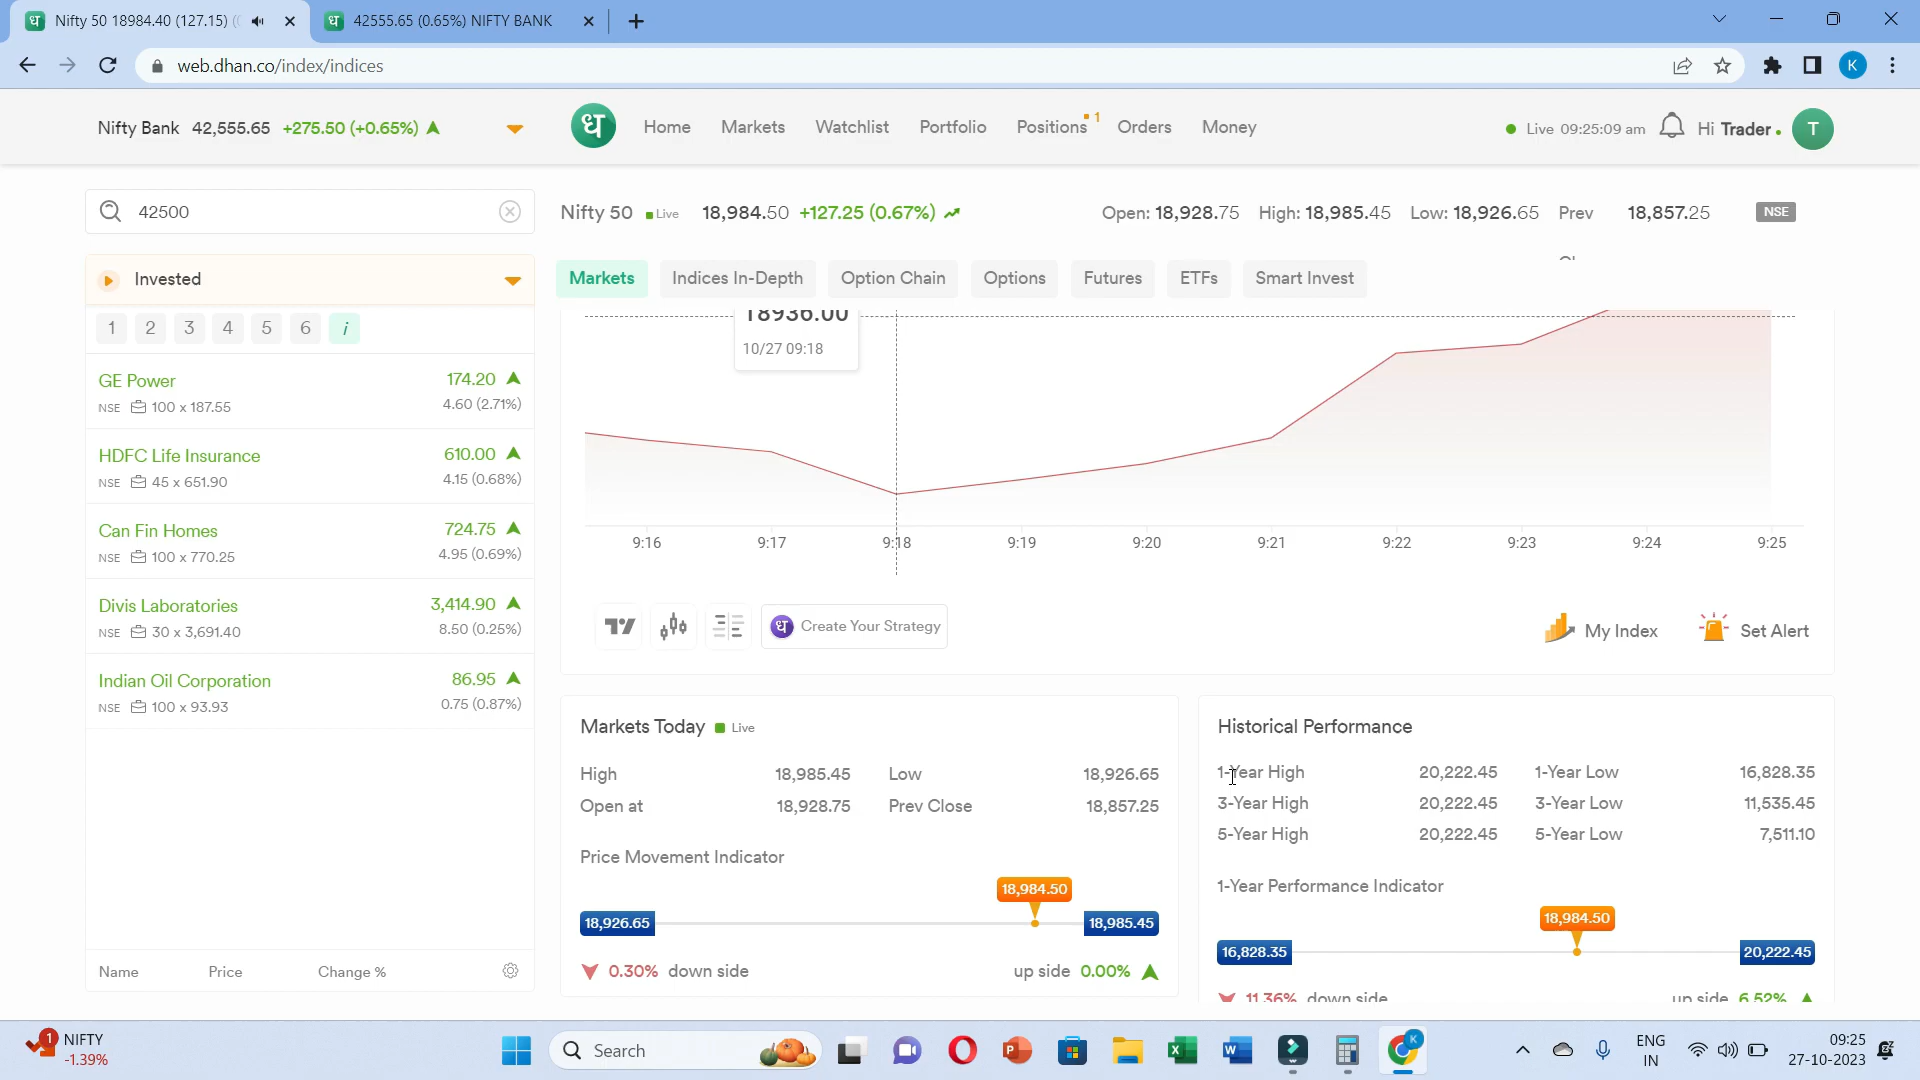 Nifty 50 18984.40 (127.15) (
42555.65 (0.65%) NIFTY BANK
web.dhan.co/index/indices
K
Nifty Bank 42,555.65 +275.50 (+0.65%)
ध
Home Markets Watchlist Portfolio Positions 1 Orders Money
Live 09:25:09 am Hi Trader. T
42500
Nifty 50 Live 18,984.50 +127.25 (0.67%)
Open: 18,928.75 High: 18,985.45 Low: 18,926.65 Prev 18,857.25 NSE
Invested
Markets Indices In-Depth Option Chain Options Futures ETFs Smart Invest
1 2 3 4 5 6 i
18936.00
10/27 09:18
GE Power 174.20
NSE 100 x 187.55 4.60 (2.71%)
HDFC Life Insurance 610.00
NSE 45 x 651.90 4.15 (0.68%)
Can Fin Homes 724.75
NSE 100 x 770.25 4.95 (0.69%)
Divis Laboratories 3,414.90
NSE 30 x 3,691.40 8.50 (0.25%)
Indian Oil Corporation 86.95
NSE 100 x 93.93 0.75 (0.87%)
Name Price Change %
9:16 9:17 9:18 9:19 9:20 9:21 9:22 9:23 9:24 9:25
ध Create Your Strategy
My Index Set Alert
Markets Today Live
High 18,985.45 Low 18,926.65
Open at 18,928.75 Prev Close 18,857.25
Price Movement Indicator
18,984.50
18,926.65 18,985.45
0.30% down side up side 0.00%
Historical Performance
1-Year High 20,222.45 1-Year Low 16,828.35
3-Year High 20,222.45 3-Year Low 11,535.45
5-Year High 20,222.45 5-Year Low 7,511.10
1-Year Performance Indicator
18,984.50
16,828.35 20,222.45
11.36% down side up side 6.52%
1 NIFTY
-1.39%
Search
ENG
IN
09:25
27-10-2023